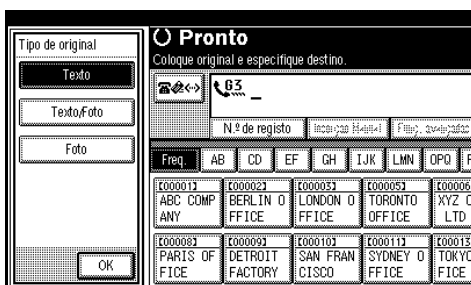 Tipo de original
Texto
Texto/Foto
Foto
OK
Pronto
Coloque original e especifique destino.
G3
N.º de registo
Freq. AB CD EF GH IJK LMN OPQ
[00001] [00002] [00003] [00005] [00006
ABC COMP BERLIN O LONDON O TORONTO XYZ
ANY FFICE FFICE OFFICE FFICE
[00008] [00009] [00010] [00011] [00013
PARIS OF DETROIT SAN FRAN SYDNEY O TOKYO
FICE FACTORY CISCO FFICE FICE